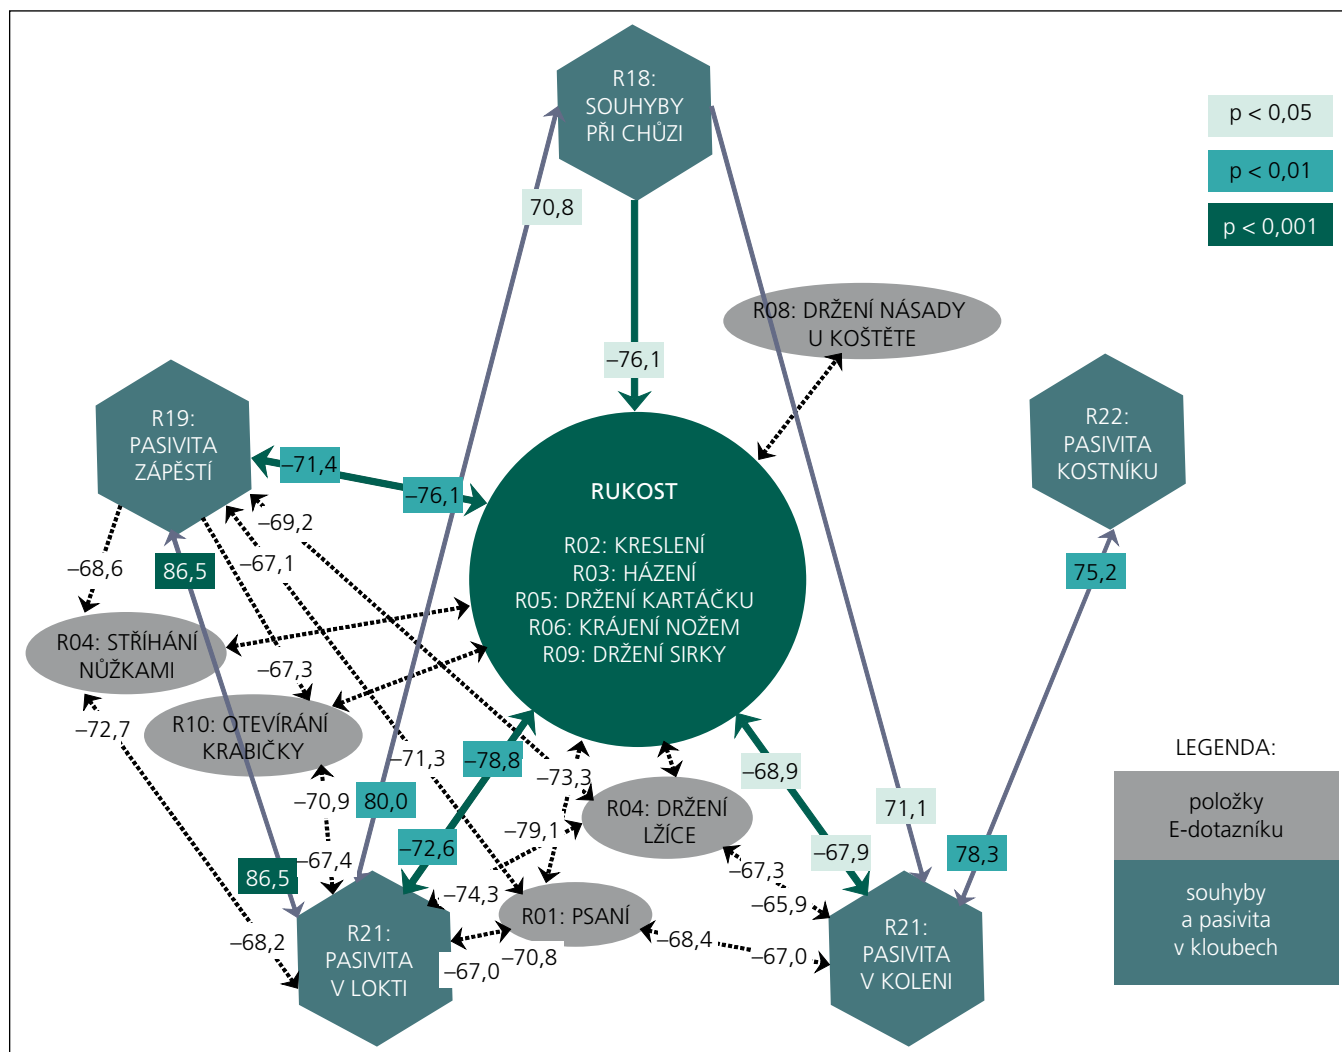 R18:
SOUHYBY
PŘI CHŮZI
p < 0,05
p < 0,01
p < 0,001
70,8
R08: DRŽENÍ NÁSADY
U KOŠTĚTE
–76,1
R19:
PASIVITA
ZÁPĚSTÍ
R22:
PASIVITA
KOSTNÍKU
–71,4
–76,1
–69,2
–67,1
–68,6
86,5
75,2
RUKOST
R02: KRESLENÍ
R03: HÁZENÍ
R05: DRŽENÍ KARTÁČKU
R06: KRÁJENÍ NOŽEM
R09: DRŽENÍ SIRKY
R04: STŘÍHÁNÍ
NŮŽKAMI
–67,3
–72,7
R10: OTEVÍRÁNÍ
KRABIČKY
–71,3
–78,8
–73,3
–68,9
–70,9
80,0
71,1
R04: DRŽENÍ
LŽÍCE
–79,1
–72,6
–67,9
78,3
–67,4
–67,3
86,5
–74,3
–65,9
R01: PSANÍ
–68,2
–68,4
–67,0
–70,8
–67,0
R21:
PASIVITA
V LOKTI
R21:
PASIVITA
V KOLENI
LEGENDA:
položky
E-dotazníku
souhyby
a pasivita
v kloubech